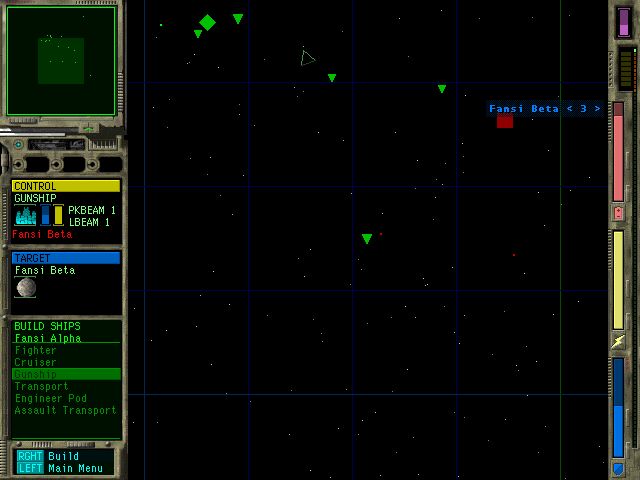 Fansi Beta < 3 >
CONTROL
GUNSHIP
PKBEAM 1
LBEAM 1
Fansi Beta
TARGET
Fansi Beta
BUILD SHIPS
Fansi Alpha
Fighter
Cruiser
Gunship
Transport
Engineer Pod
Assault Transport
RGHT Build
LEFT Main Menu